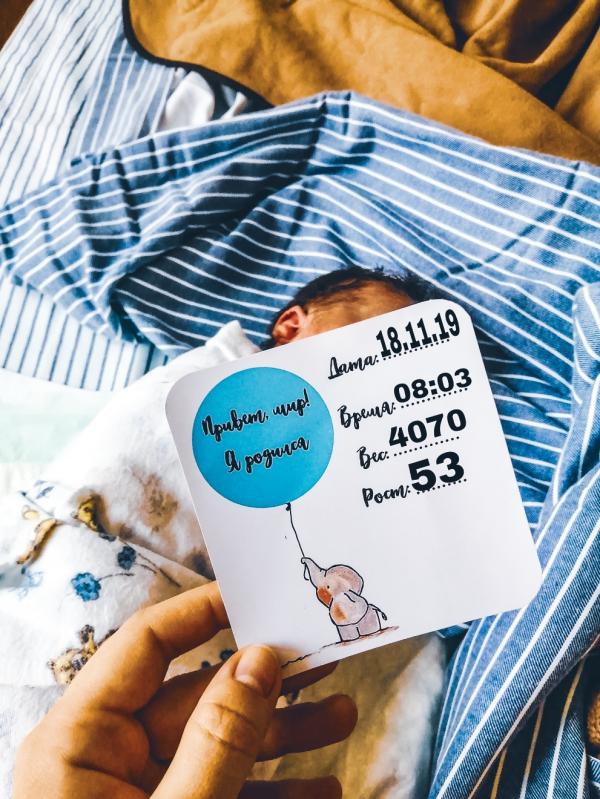 Привет, мир!
Я родился
Дата: 18.11.19
Время: 08:03
Вес: 4070
Рост: 53